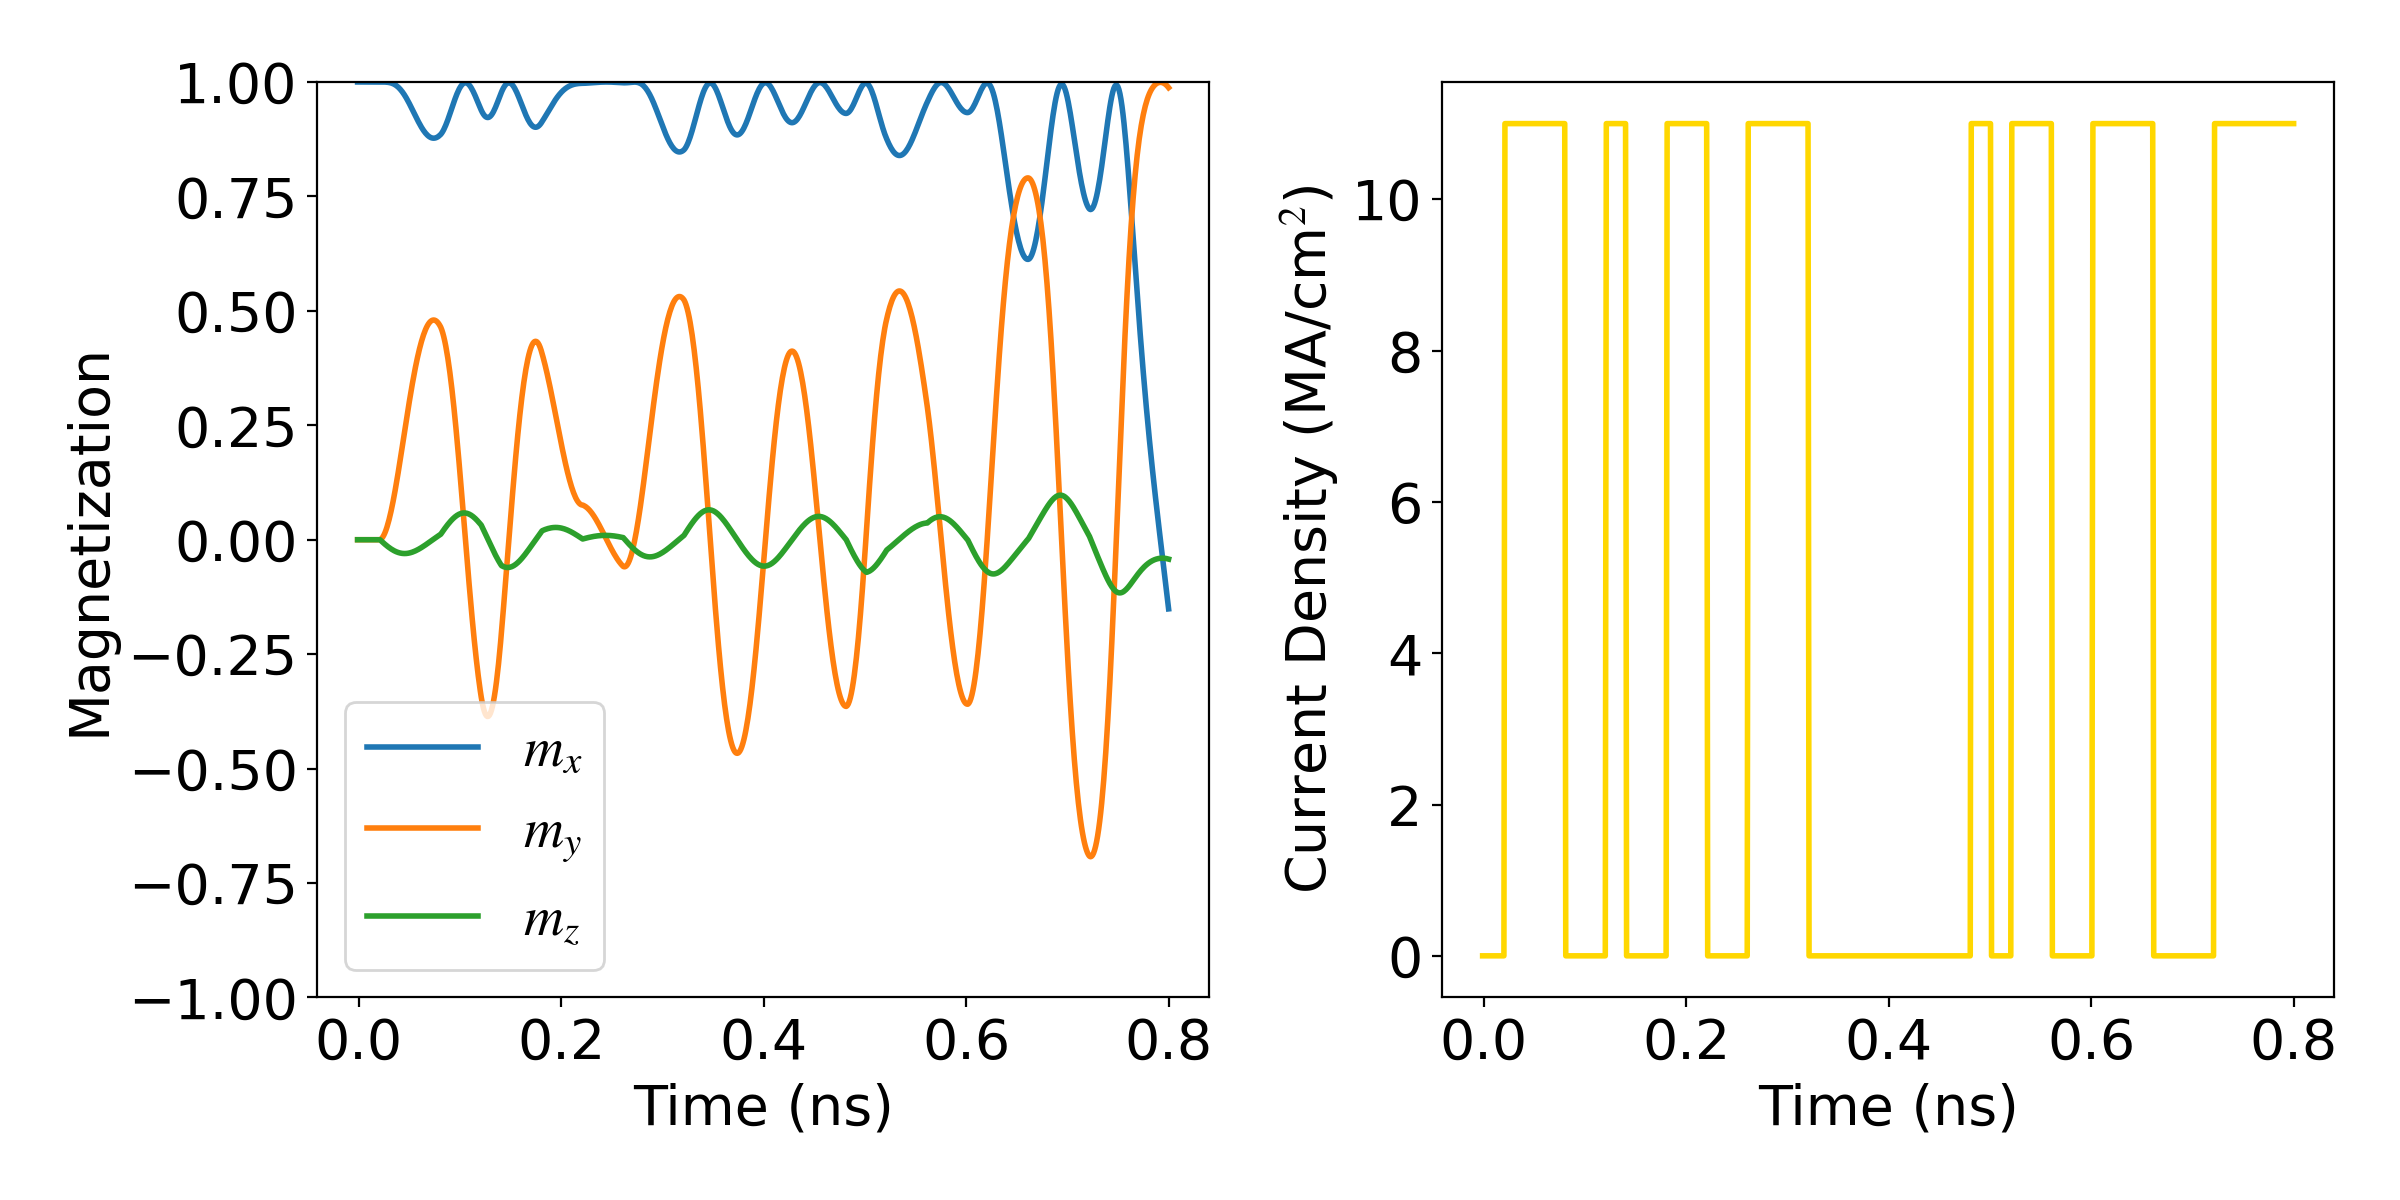 1.00
0.75
0.50
0.25
0.00
−0.25
−0.50
−0.75
−1.00
Magnetization
m_x
m_y
m_z
0.0 0.2 0.4 0.6 0.8
Time (ns)
10
8
6
4
2
0
Current Density (MA/cm²)
0.0 0.2 0.4 0.6 0.8
Time (ns)